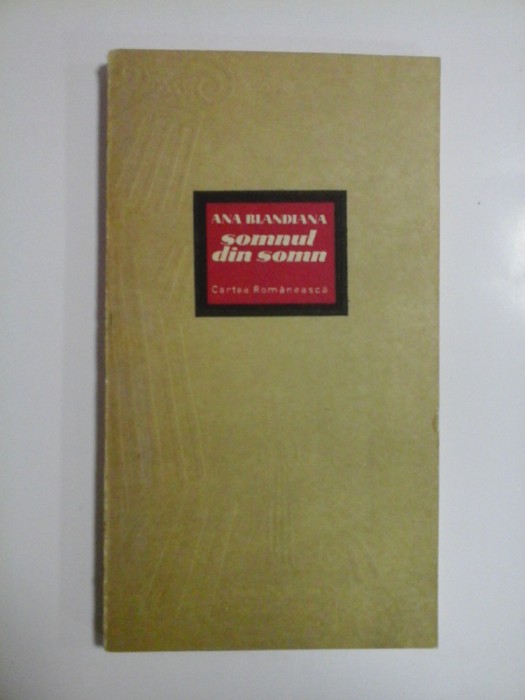 ANA BLANDIANA
somnul
din somn
Cartea Românească